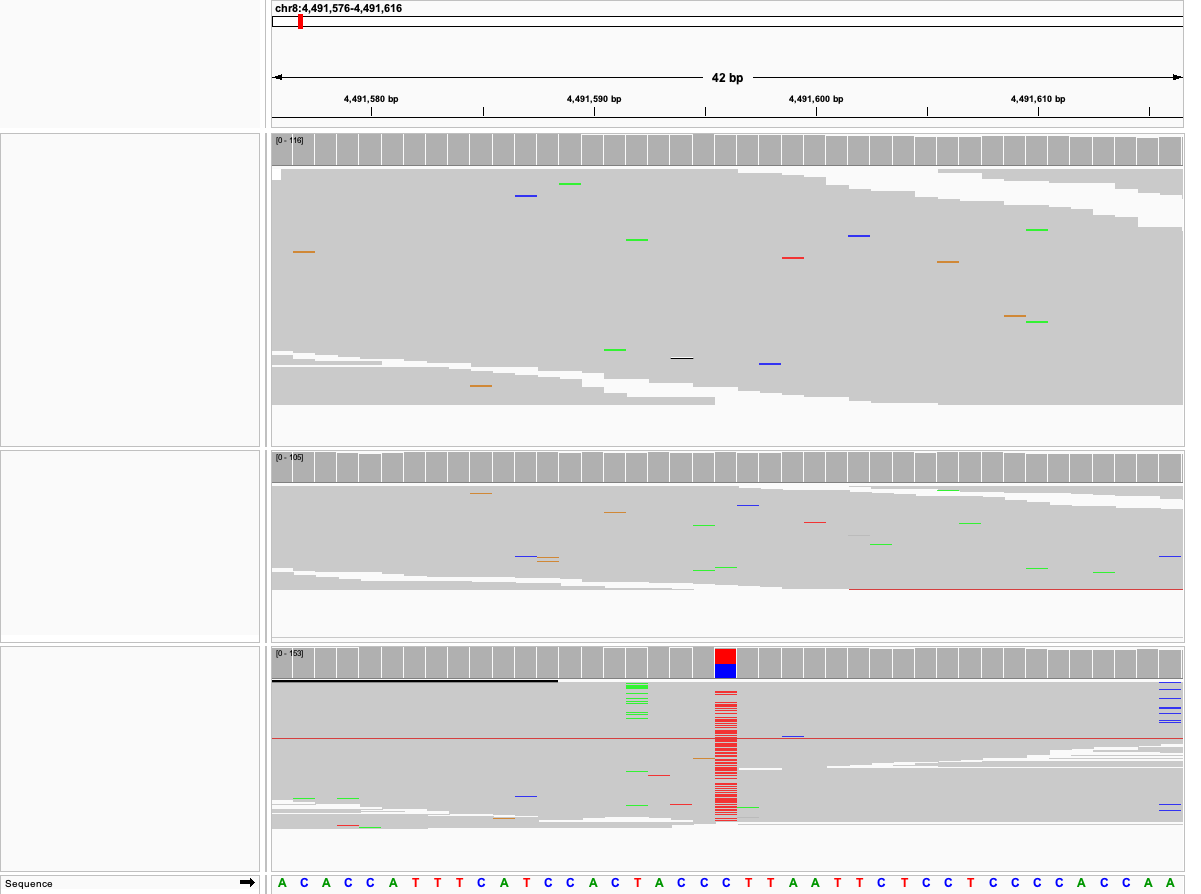 chr8:4,491,576-4,491,616
42 bp
4,491,580 bp 4,491,590 bp 4,491,600 bp 4,491,610 bp
[0 - 116]
[0 - 105]
[0 - 153]
Sequence A C A C C A T T T C A T C C A C T A C C C T T A A T T C T C C T C C C C A C C A A